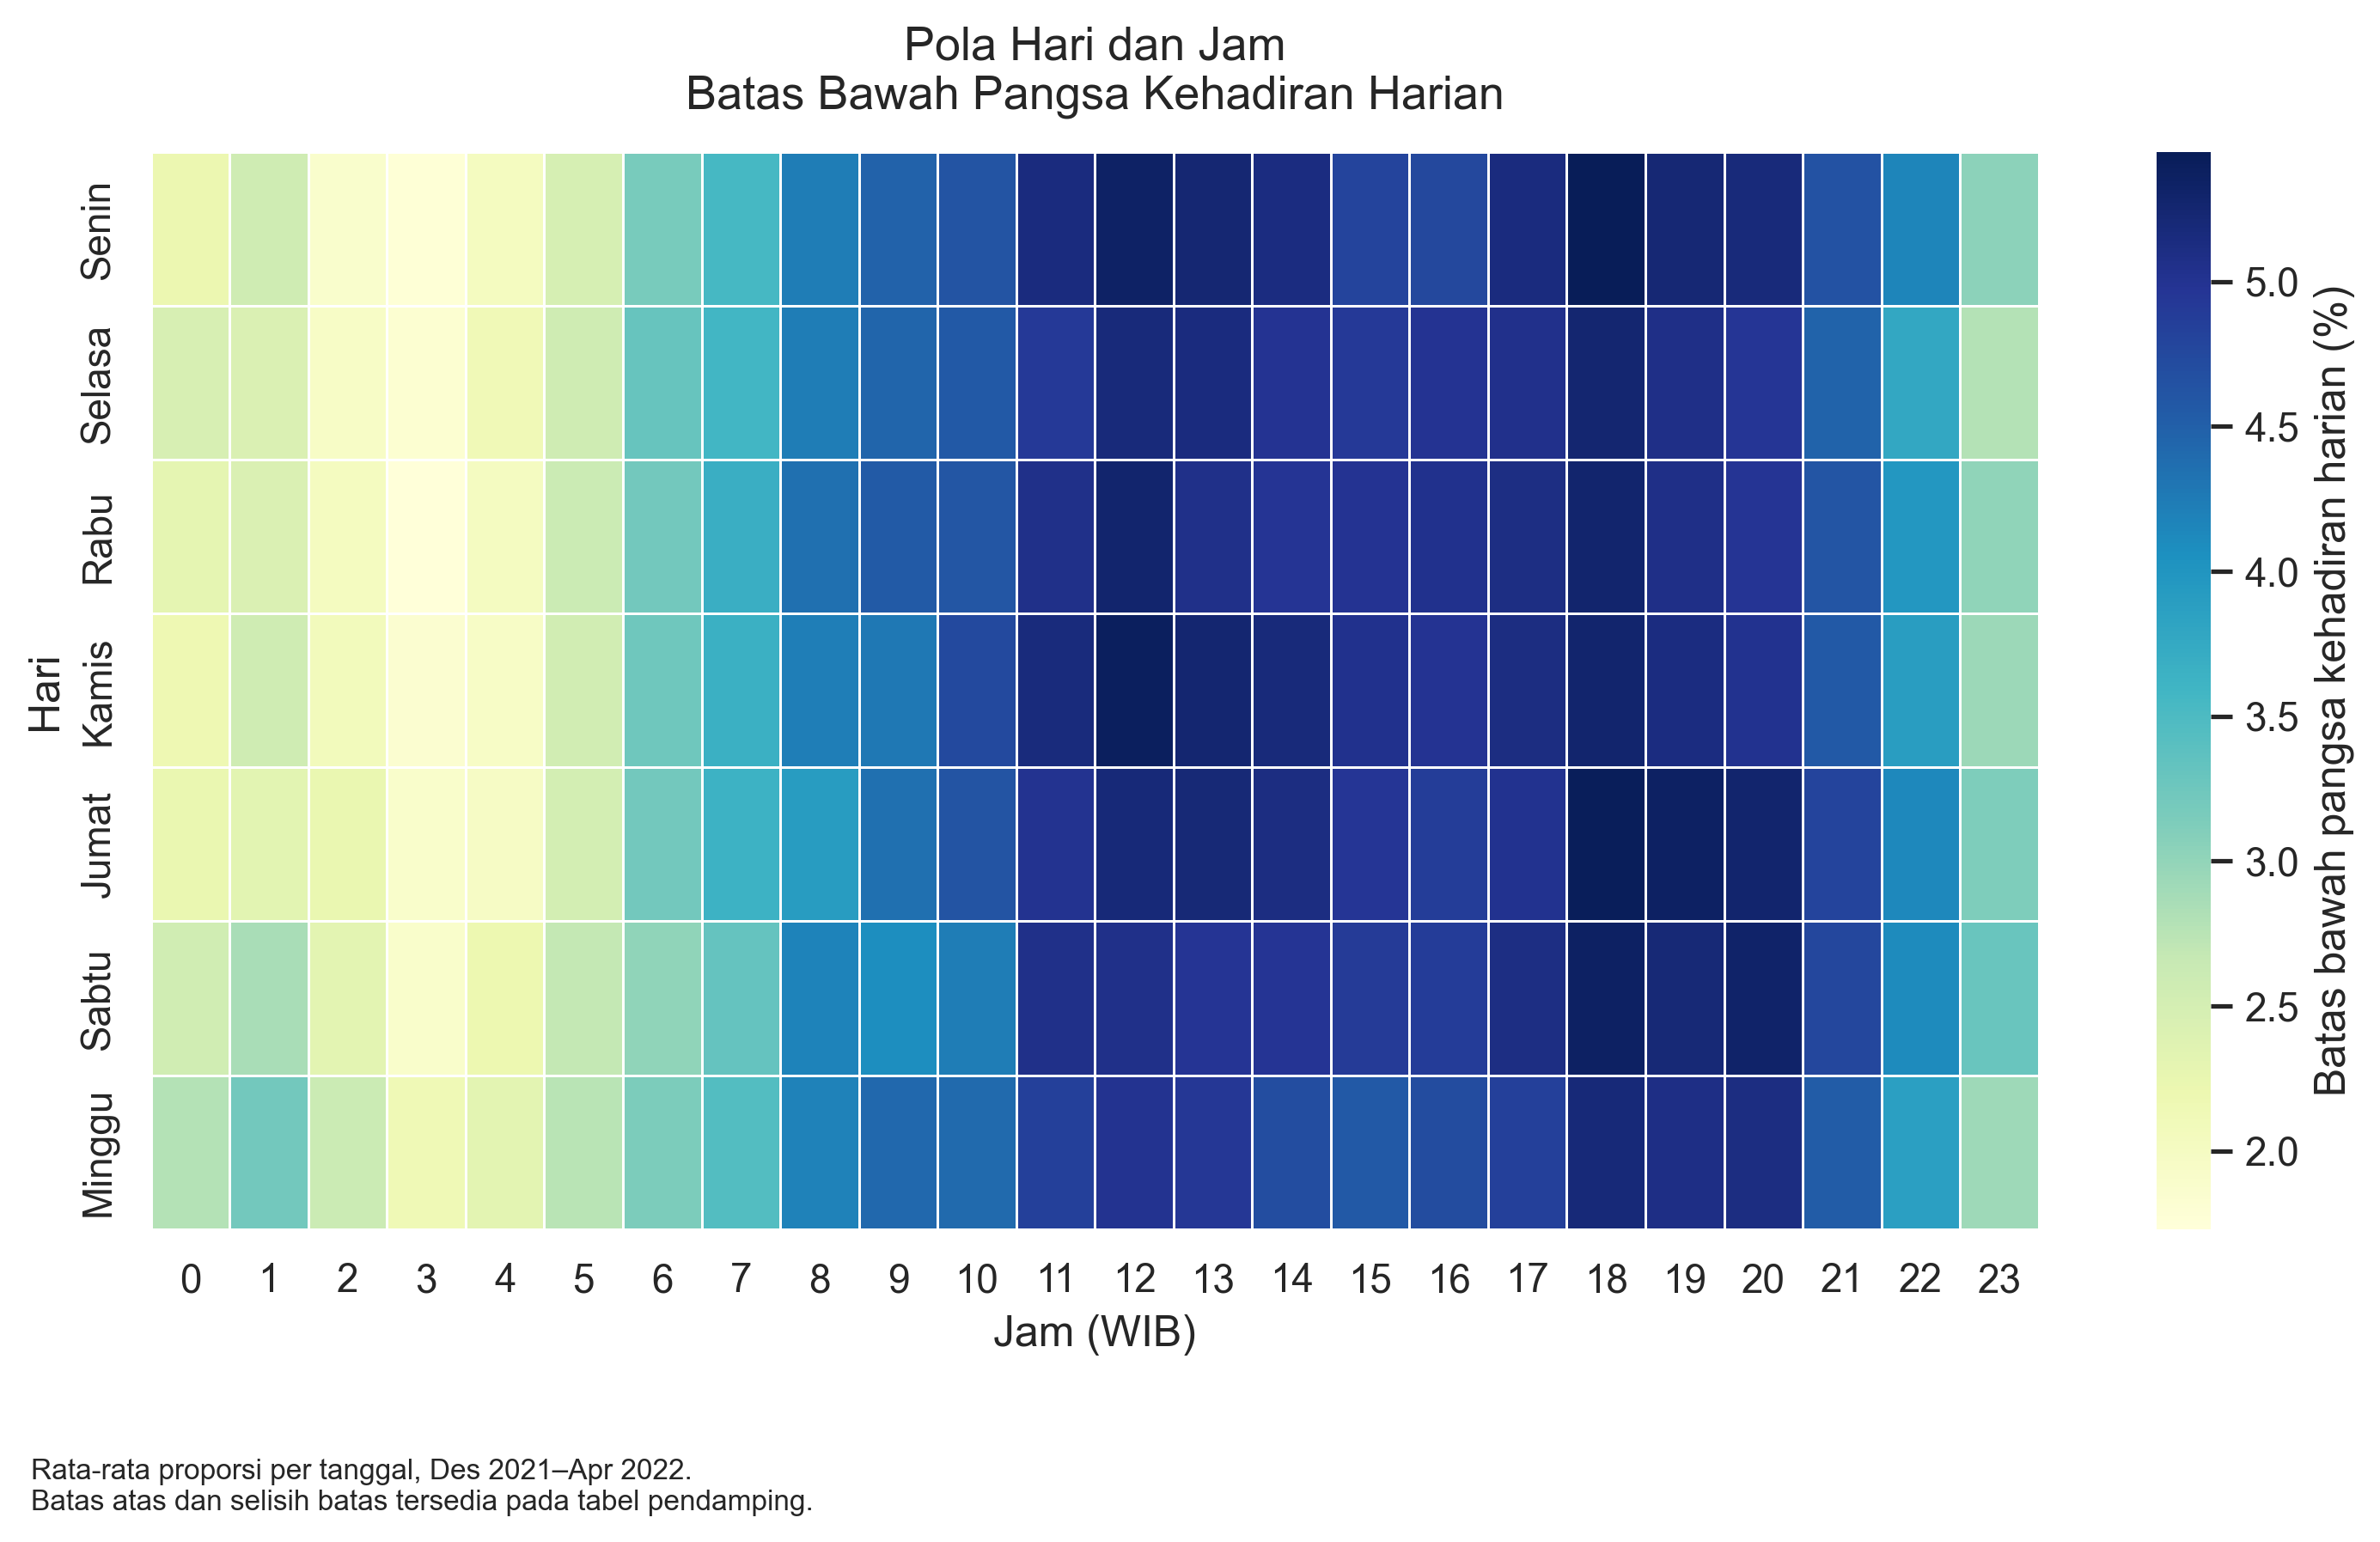 Pola Hari dan Jam
Batas Bawah Pangsa Kehadiran Harian
Hari
Senin
Selasa
Rabu
Kamis
Jumat
Sabtu
Minggu
0 1 2 3 4 5 6 7 8 9 10 11 12 13 14 15 16 17 18 19 20 21 22 23
Jam (WIB)
5.0
4.5
4.0
3.5
3.0
2.5
2.0
Batas bawah pangsa kehadiran harian (%)
Rata-rata proporsi per tanggal, Des 2021–Apr 2022.
Batas atas dan selisih batas tersedia pada tabel pendamping.